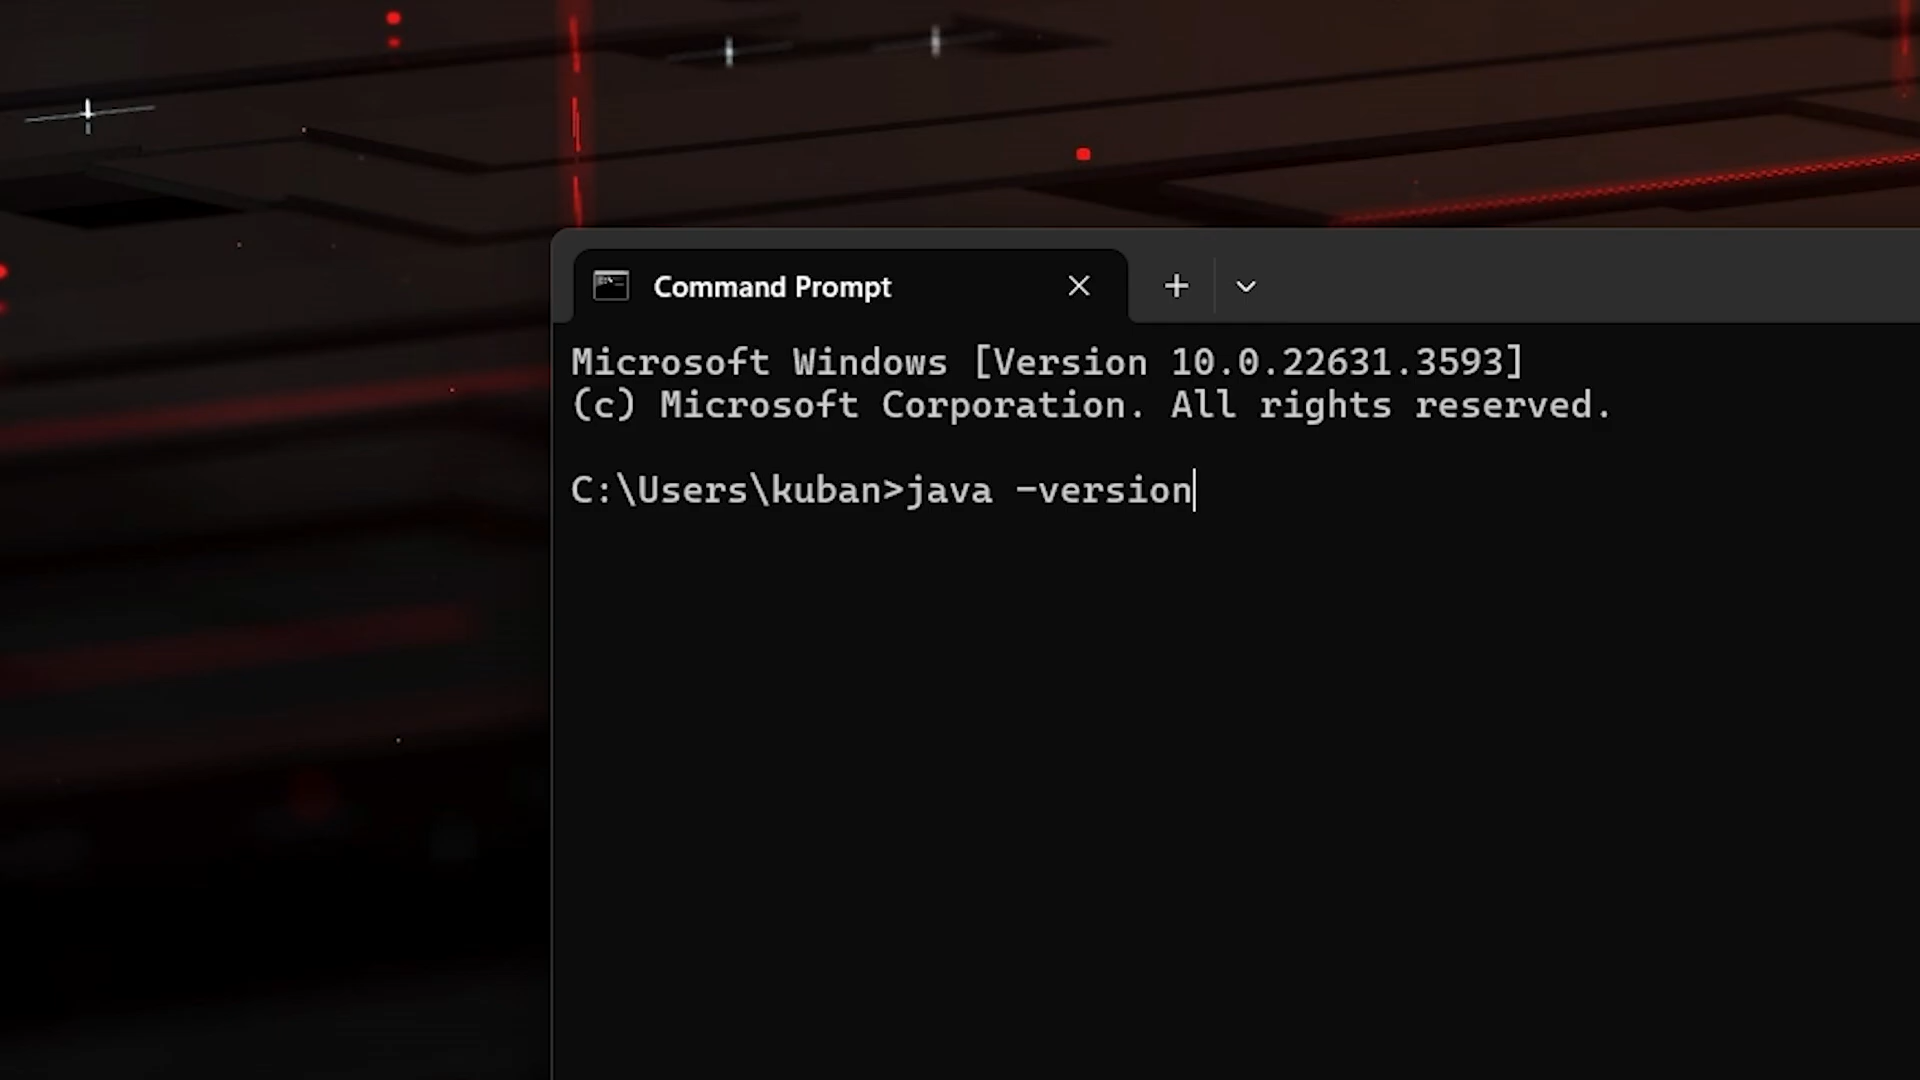 Command Prompt
Microsoft Windows [Version 10.0.22631.3593]
(c) Microsoft Corporation. All rights reserved.
C:\Users\kuban>java -version